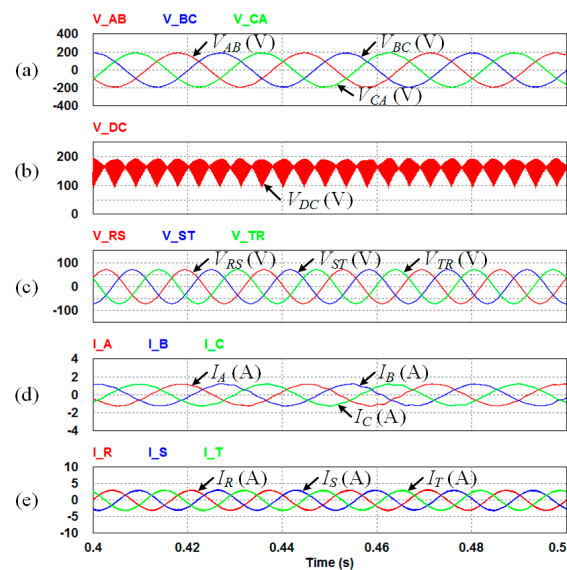 V_AB V_BC V_CA
400
200
0
-200
-400
(a)
V_AB (V)
V_BC (V)
V_CA (V)
V_DC
200
100
0
(b)
V_DC (V)
V_RS V_ST V_TR
100
0
-100
(c)
V_RS (V)
V_ST (V)
V_TR (V)
I_A I_B I_C
4
2
0
-2
-4
(d)
I_A (A)
I_B (A)
I_C (A)
I_R I_S I_T
10
5
0
-5
-10
(e)
I_R (A)
I_S (A)
I_T (A)
0.4 0.42 0.44 0.46 0.48 0.5
Time (s)